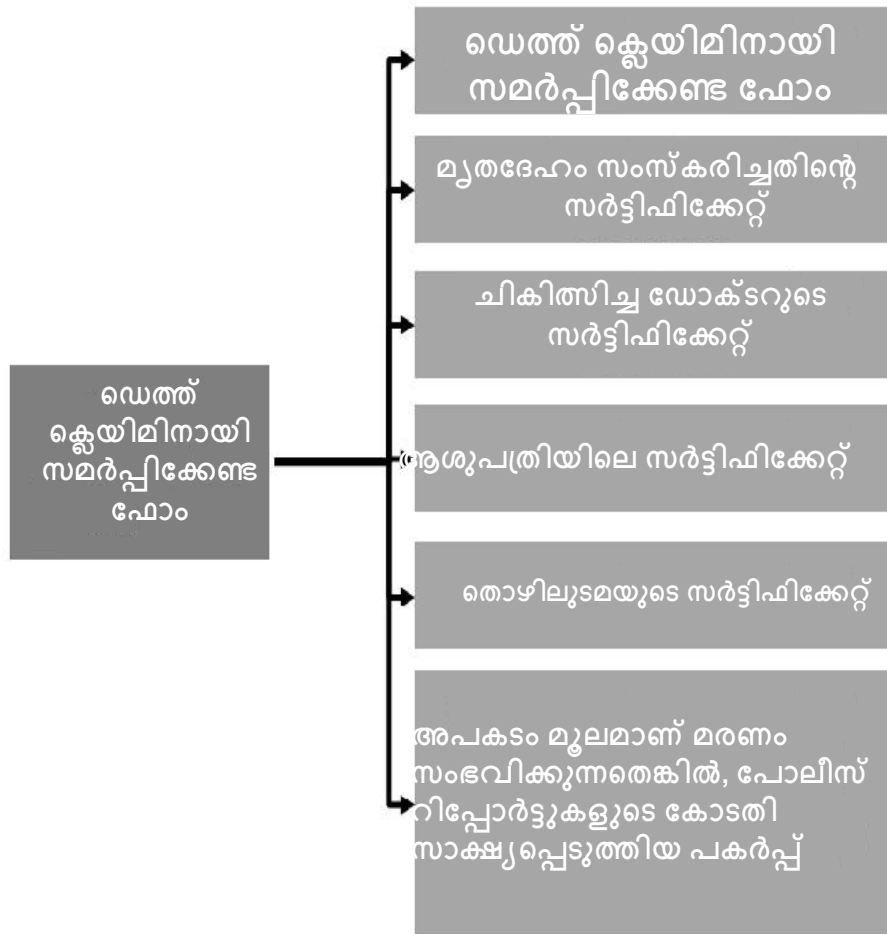 ഡെത്ത്
ക്ലെയിമിനായി
സമർപ്പിക്കേണ്ട
ഫോം
ഡെത്ത് ക്ലെയിമിനായി
സമർപ്പിക്കേണ്ട ഫോം
മൃതദേഹം സംസ്കരിച്ചതിന്റെ
സർട്ടിഫിക്കേറ്റ്
ചികിത്സിച്ച ഡോക്ടറുടെ
സർട്ടിഫിക്കേറ്റ്
ആശുപത്രിയിലെ സർട്ടിഫിക്കേറ്റ്
തൊഴിലുടമയുടെ സർട്ടിഫിക്കേറ്റ്
അപകടം മൂലമാണ് മരണം
സംഭവിക്കുന്നതെങ്കിൽ, പോലീസ്
റിപ്പോർട്ടുകളുടെ കോടതി
സാക്ഷ്യപ്പെടുത്തിയ പകർപ്പ്